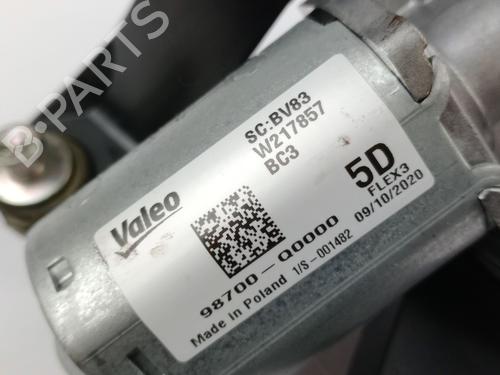 B-PARTS
Valeo
SC:BV83
W217857
BC3
5D
FLEX3
09/10/2020
98700-Q0000
Made in Poland 1/S-001482